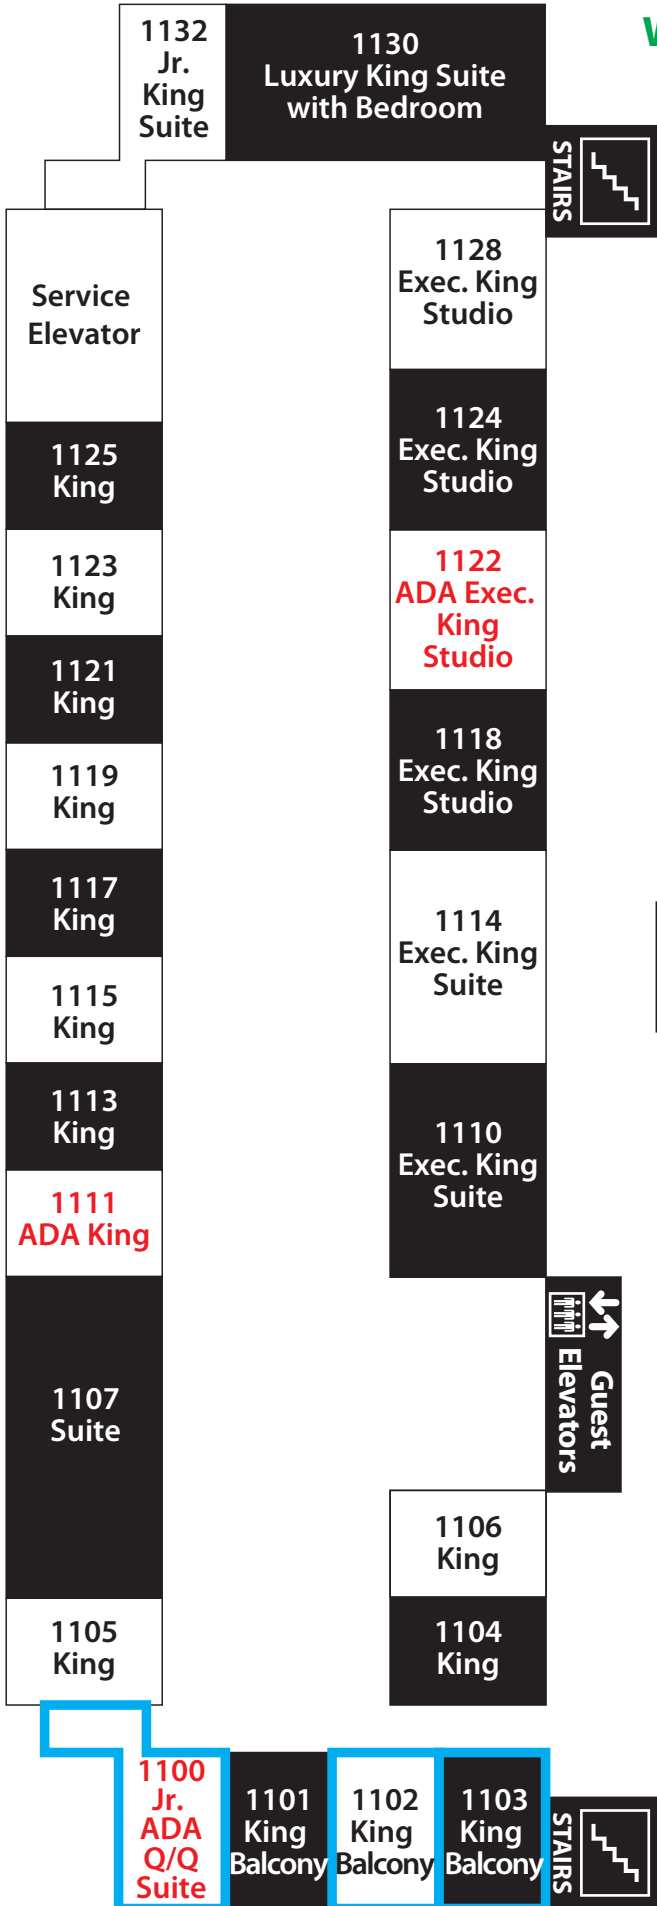 1132
Jr.
King
Suite
1130
Luxury King Suite
with Bedroom
STAIRS
Service
Elevator
1128
Exec. King
Studio
1125
King
1124
Exec. King
Studio
1123
King
1122
ADA Exec.
King
Studio
1121
King
1118
Exec. King
Studio
1119
King
1117
King
1114
Exec. King
Suite
1115
King
1113
King
1110
Exec. King
Suite
1111
ADA King
Guest
Elevators
1107
Suite
1106
King
1105
King
1104
King
1100
Jr.
ADA
Q/Q
Suite
1101
King
Balcony
1102
King
Balcony
1103
King
Balcony
STAIRS